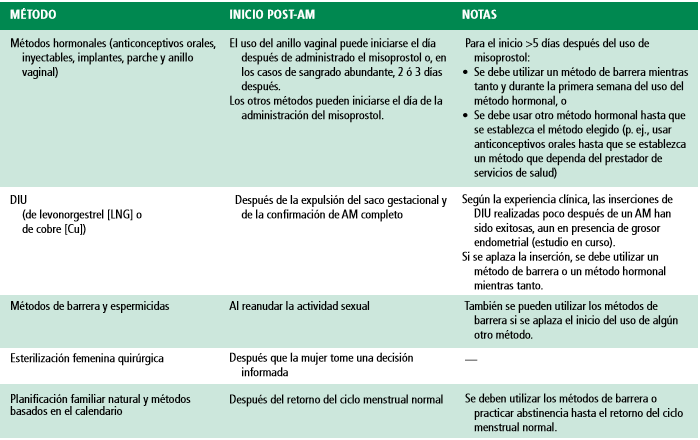 MÉTODO
INICIO POST-AM
NOTAS
Métodos hormonales (anticonceptivos orales,
inyectables, implantes, parche y anillo
vaginal)
El uso del anillo vaginal puede iniciarse el día
después de administrado el misoprostol o, en
los casos de sangrado abundante, 2 ó 3 días
después.
Los otros métodos pueden iniciarse el día de la
administración del misoprostol.
Para el inicio >5 días después del uso de
misoprostol:
• Se debe utilizar un método de barrera mientras
tanto y durante la primera semana del uso del
método hormonal, o
• Se debe usar otro método hormonal hasta que
se establezca el método elegido (p. ej., usar
anticonceptivos orales hasta que se establezca
un método que dependa del prestador de
servicios de salud)
DIU
(de levonorgestrel [LNG] o
de cobre [Cu])
Después de la expulsión del saco gestacional y
de la confirmación de AM completo
Según la experiencia clínica, las inserciones de
DIU realizadas poco después de un AM han
sido exitosas, aun en presencia de grosor
endometrial (estudio en curso).
Si se aplaza la inserción, se debe utilizar un
método de barrera o un método hormonal
mientras tanto.
Métodos de barrera y espermicidas
Al reanudar la actividad sexual
También se pueden utilizar los métodos de
barrera si se aplaza el inicio del uso de algún
otro método.
Esterilización femenina quirúrgica
Después que la mujer tome una decisión
informada
—
Planificación familiar natural y métodos
basados en el calendario
Después del retorno del ciclo menstrual normal
Se deben utilizar los métodos de barrera o
practicar abstinencia hasta el retorno del ciclo
menstrual normal.